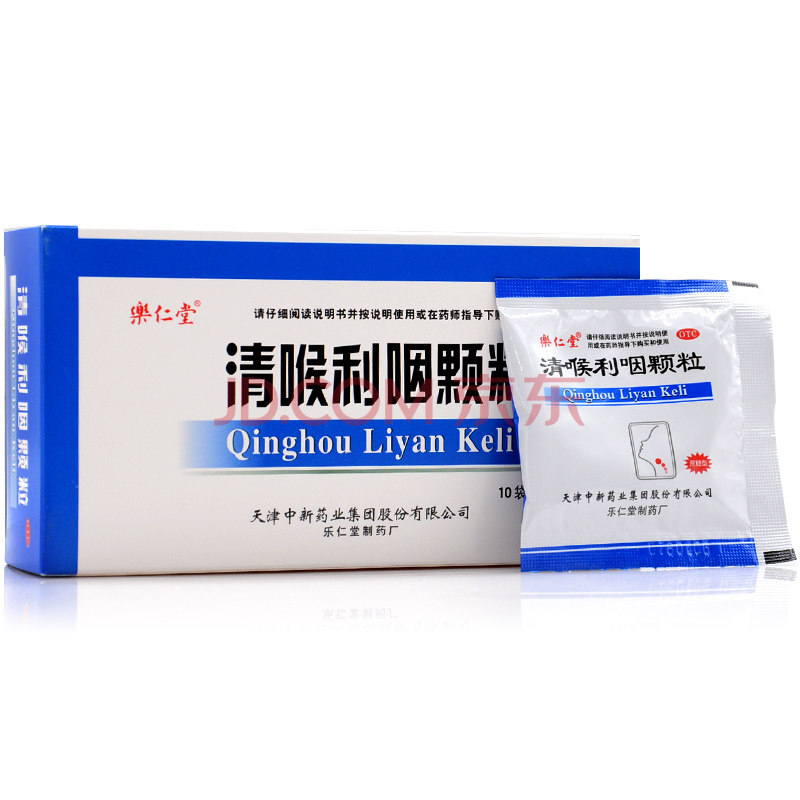 清喉利咽颗粒
樂仁堂®
请仔细阅读说明书并按说明使用或在药师指导下
清喉利咽颗粒
Qinghou Liyan Keli
10袋
天津中新药业集团股份有限公司
乐仁堂制药厂
JD.COM 京东
樂仁堂®
请仔细阅读说明书并按说明使
用或在药师指导下购买和使用
OTC
清喉利咽颗粒
Qinghou Liyan Keli
天津中新药业集团股份有限公司
乐仁堂制药厂